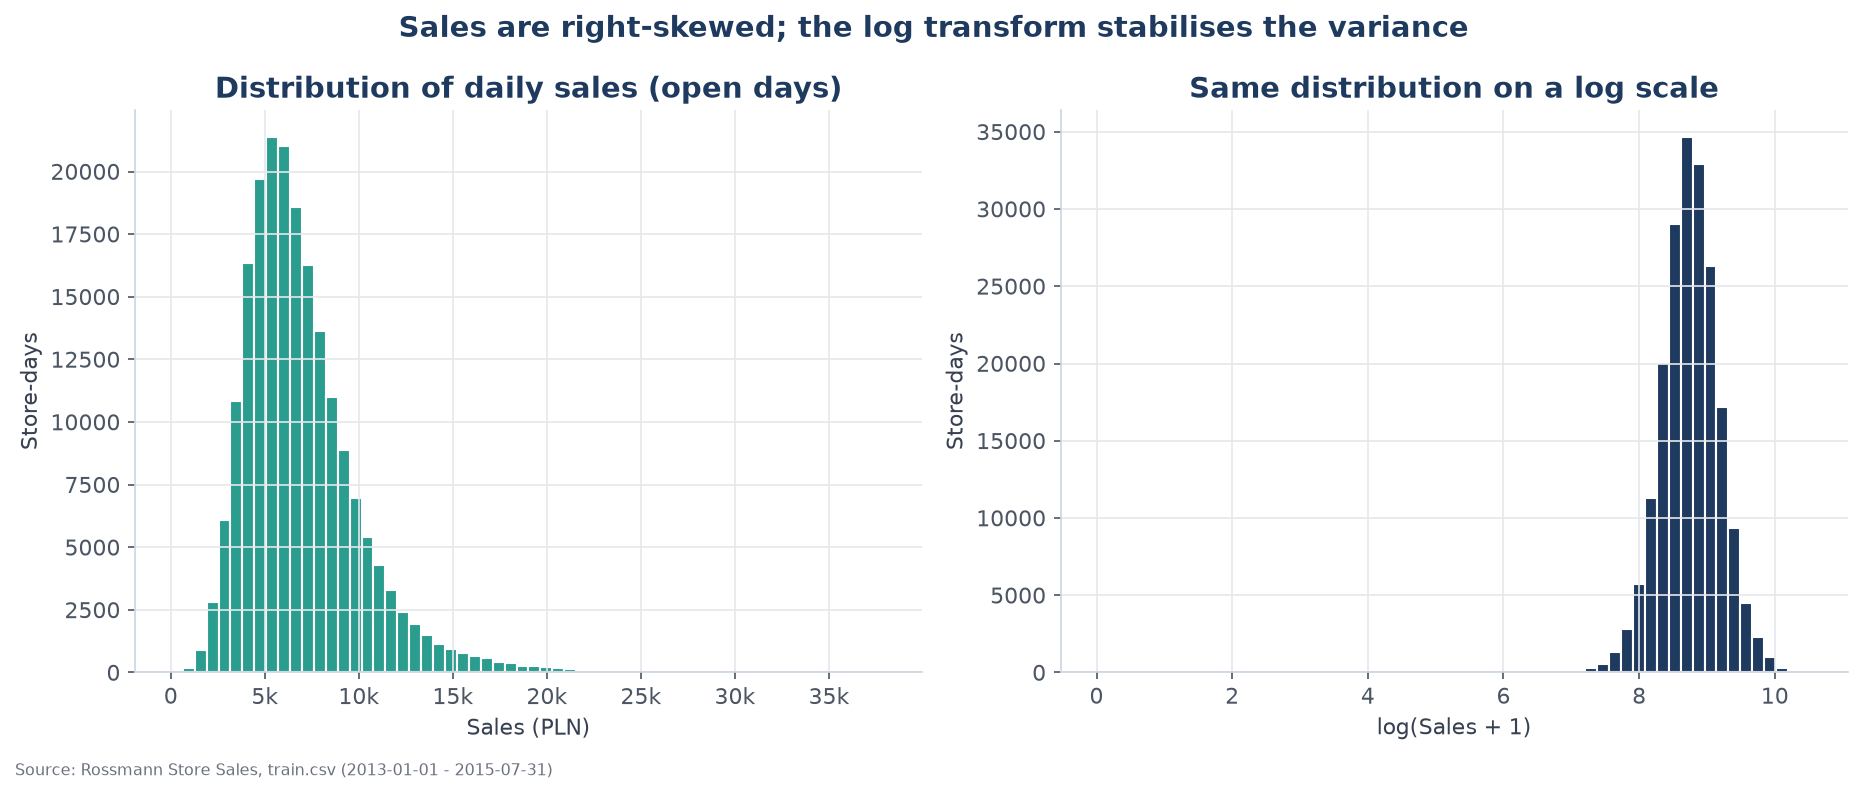 Sales are right-skewed; the log transform stabilises the variance
Distribution of daily sales (open days)
Store-days
20000
17500
15000
12500
10000
7500
5000
2500
0
0 5k 10k 15k 20k 25k 30k 35k
Sales (PLN)
Same distribution on a log scale
Store-days
35000
30000
25000
20000
15000
10000
5000
0
0 2 4 6 8 10
log(Sales + 1)
Source: Rossmann Store Sales, train.csv (2013-01-01 - 2015-07-31)